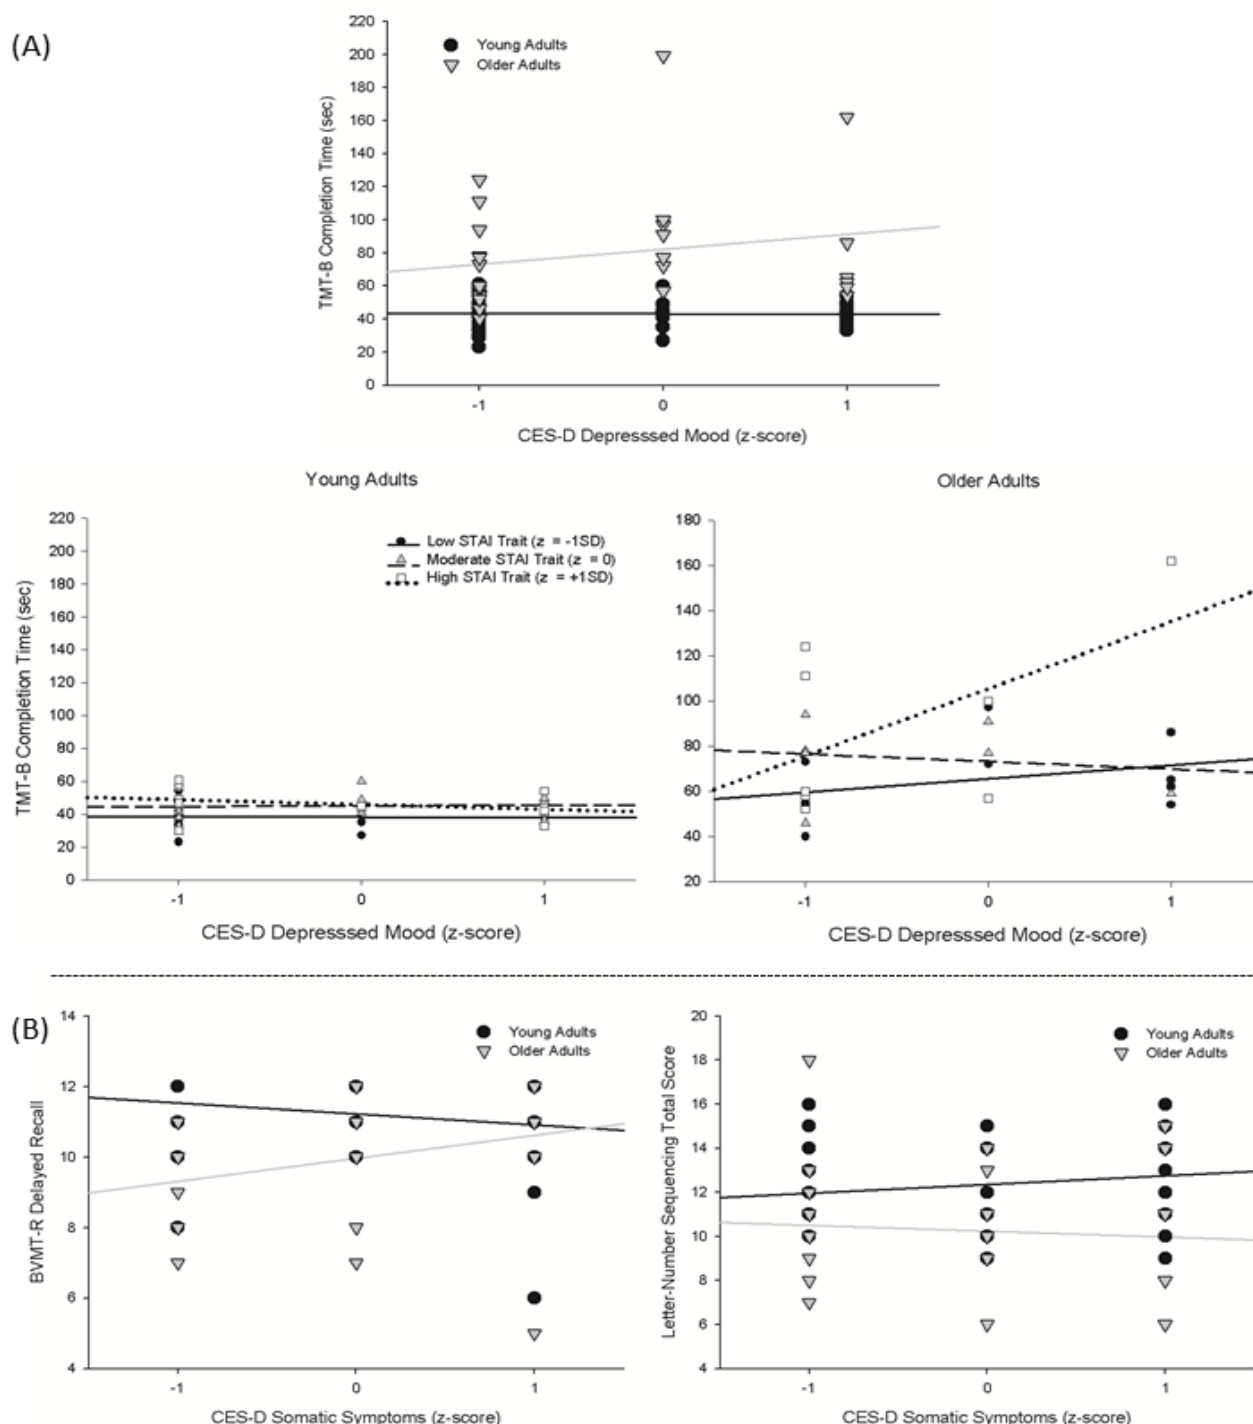 (A)
220
200
180
160
140
120
100
80
60
40
20
0
TMT-B Completion Time (sec)
Young Adults
Older Adults
-1 0 1
CES-D Depresssed Mood (z-score)
Young Adults
220
200
180
160
140
120
100
80
60
40
20
0
TMT-B Completion Time (sec)
Low STAI Trait (z = -1SD)
Moderate STAI Trait (z = 0)
High STAI Trait (z = +1SD)
-1 0 1
CES-D Depresssed Mood (z-score)
Older Adults
180
160
140
120
100
80
60
40
20
-1 0 1
CES-D Depresssed Mood (z-score)
(B)
14
12
10
8
6
4
BVMT-R Delayed Recall
Young Adults
Older Adults
-1 0 1
CES-D Somatic Symptoms (z-score)
20
18
16
14
12
10
8
6
4
Letter-Number Sequencing Total Score
Young Adults
Older Adults
-1 0 1
CES-D Somatic Symptoms (z-score)